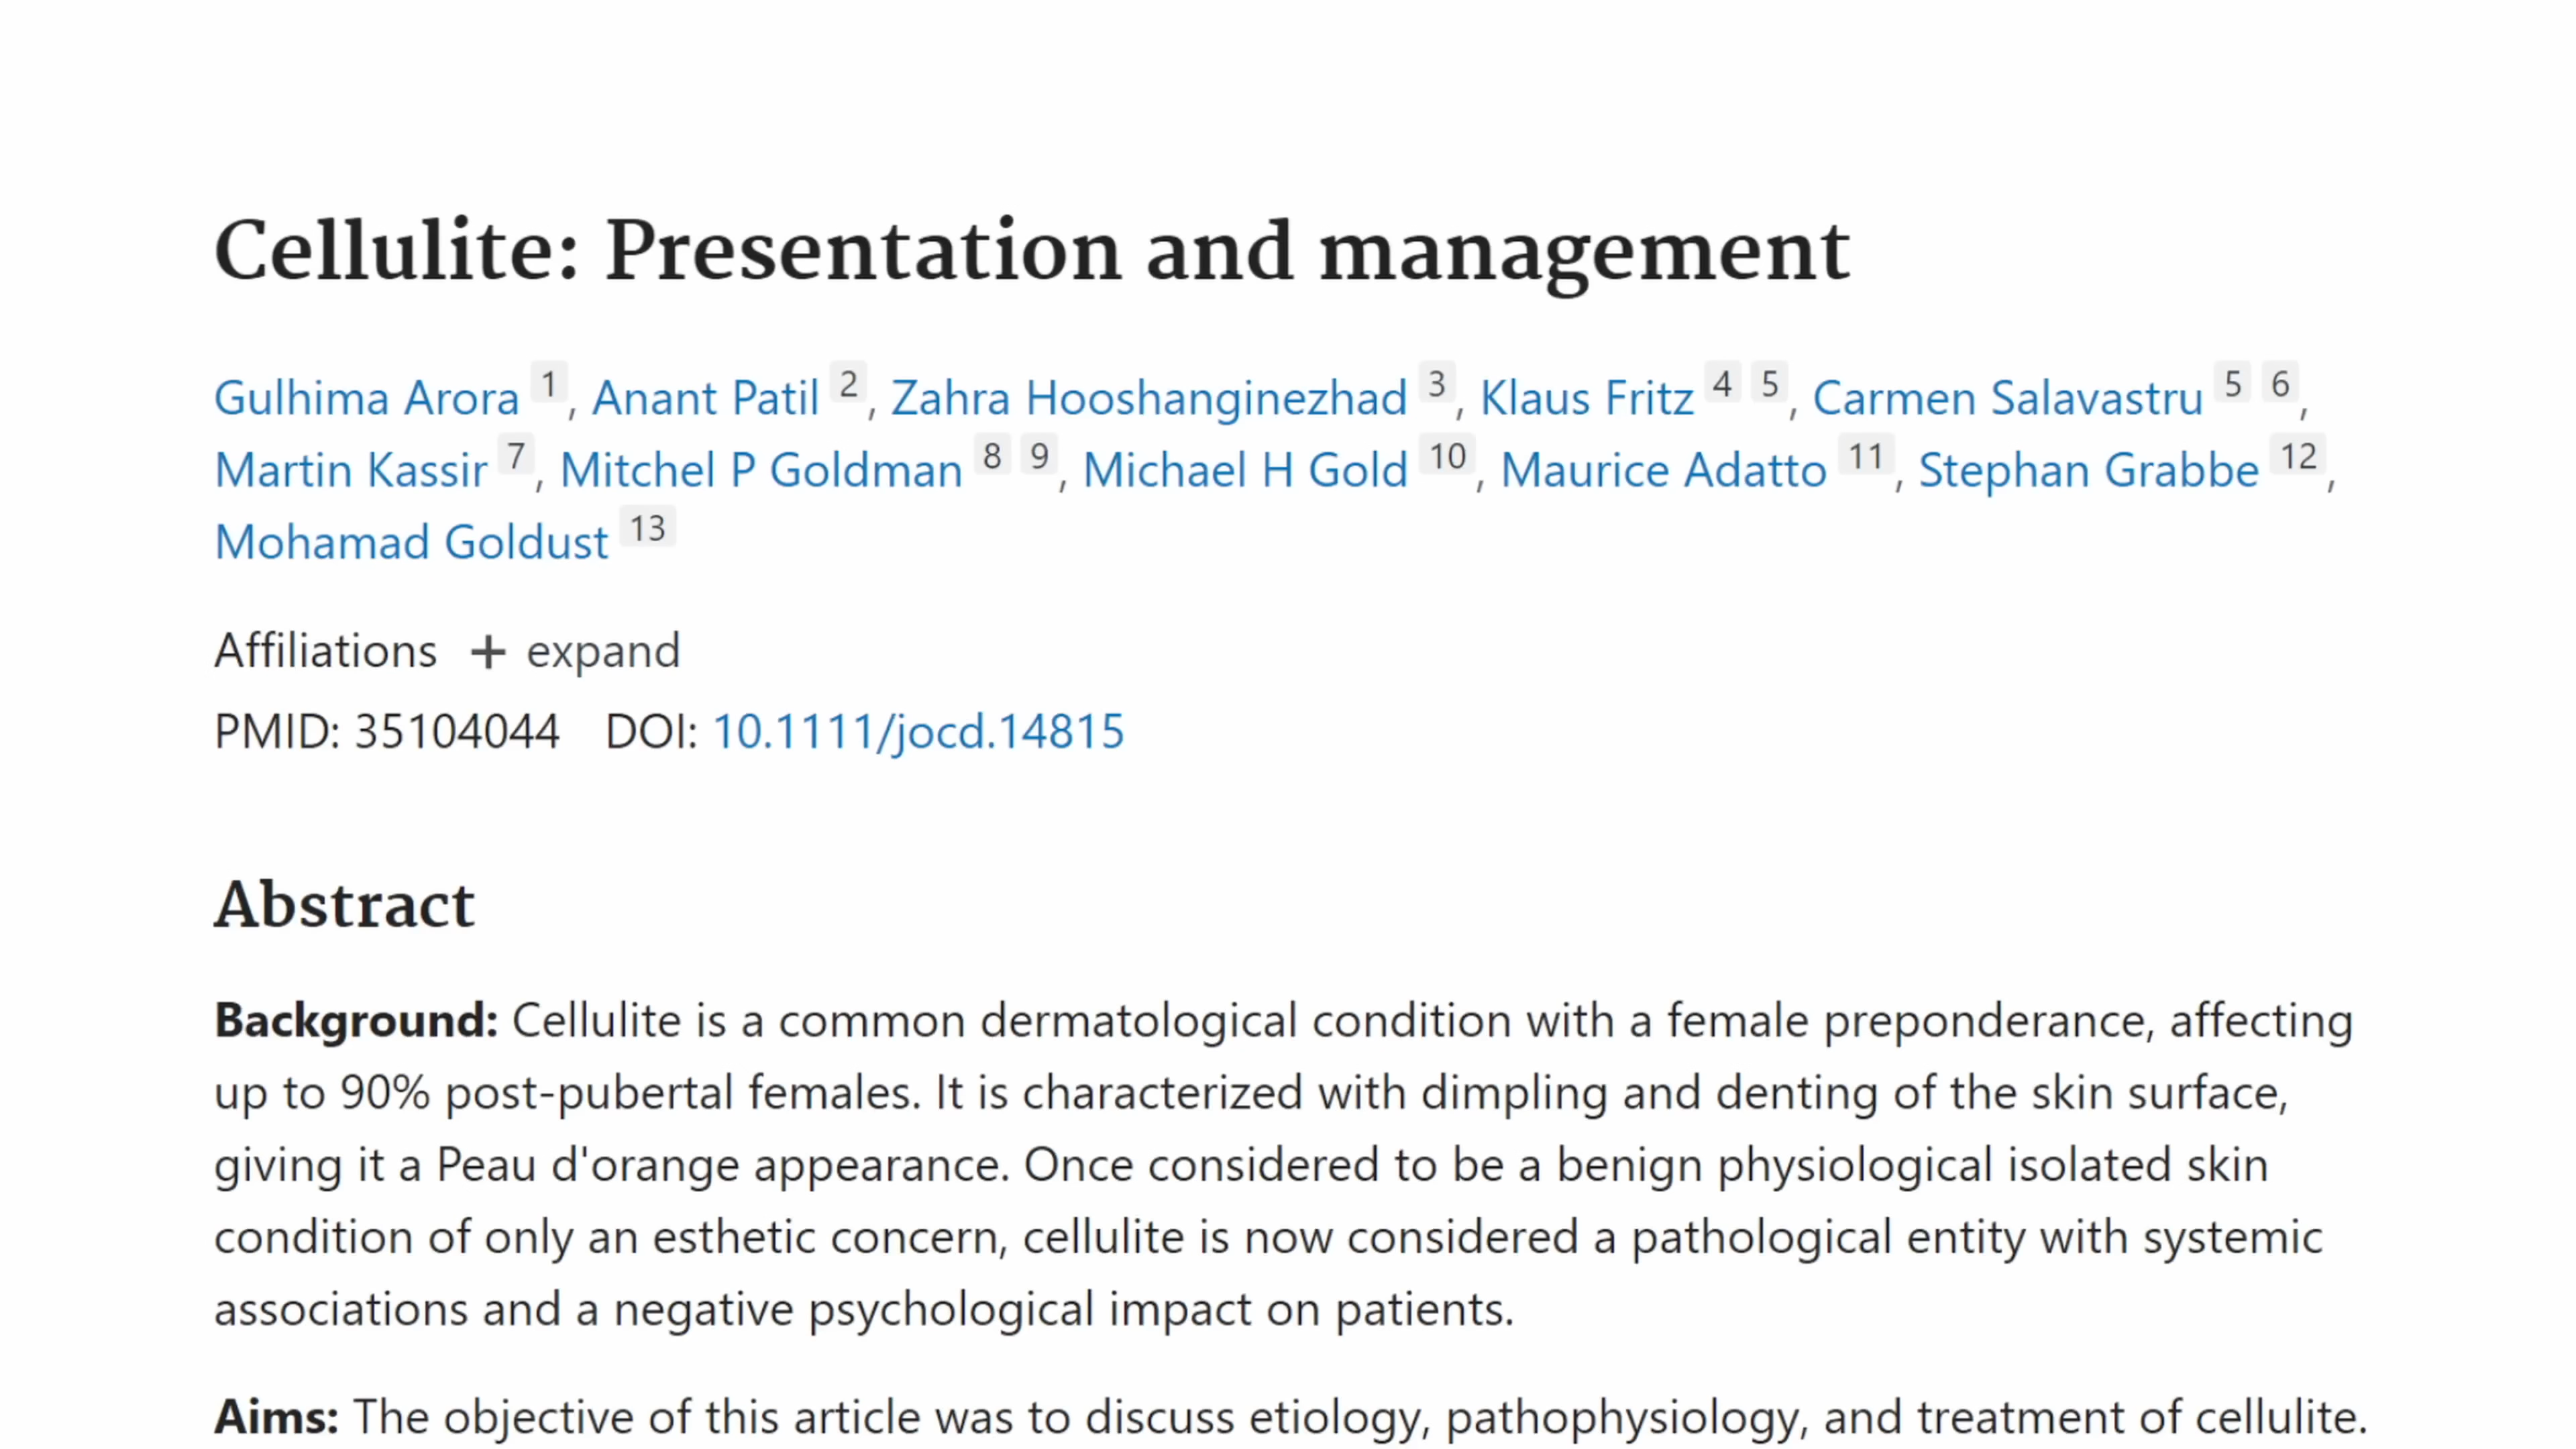 Cellulite: Presentation and management
Gulhima Arora 1, Anant Patil 2, Zahra Hooshanginezhad 3, Klaus Fritz 4 5, Carmen Salavastru 5 6,
Martin Kassir 7, Mitchel P Goldman 8 9, Michael H Gold 10, Maurice Adatto 11, Stephan Grabbe 12,
Mohamad Goldust 13
Affiliations + expand
PMID: 35104044 DOI: 10.1111/jocd.14815
Abstract
Background: Cellulite is a common dermatological condition with a female preponderance, affecting
up to 90% post-pubertal females. It is characterized with dimpling and denting of the skin surface,
giving it a Peau d'orange appearance. Once considered to be a benign physiological isolated skin
condition of only an esthetic concern, cellulite is now considered a pathological entity with systemic
associations and a negative psychological impact on patients.
Aims: The objective of this article was to discuss etiology, pathophysiology, and treatment of cellulite.